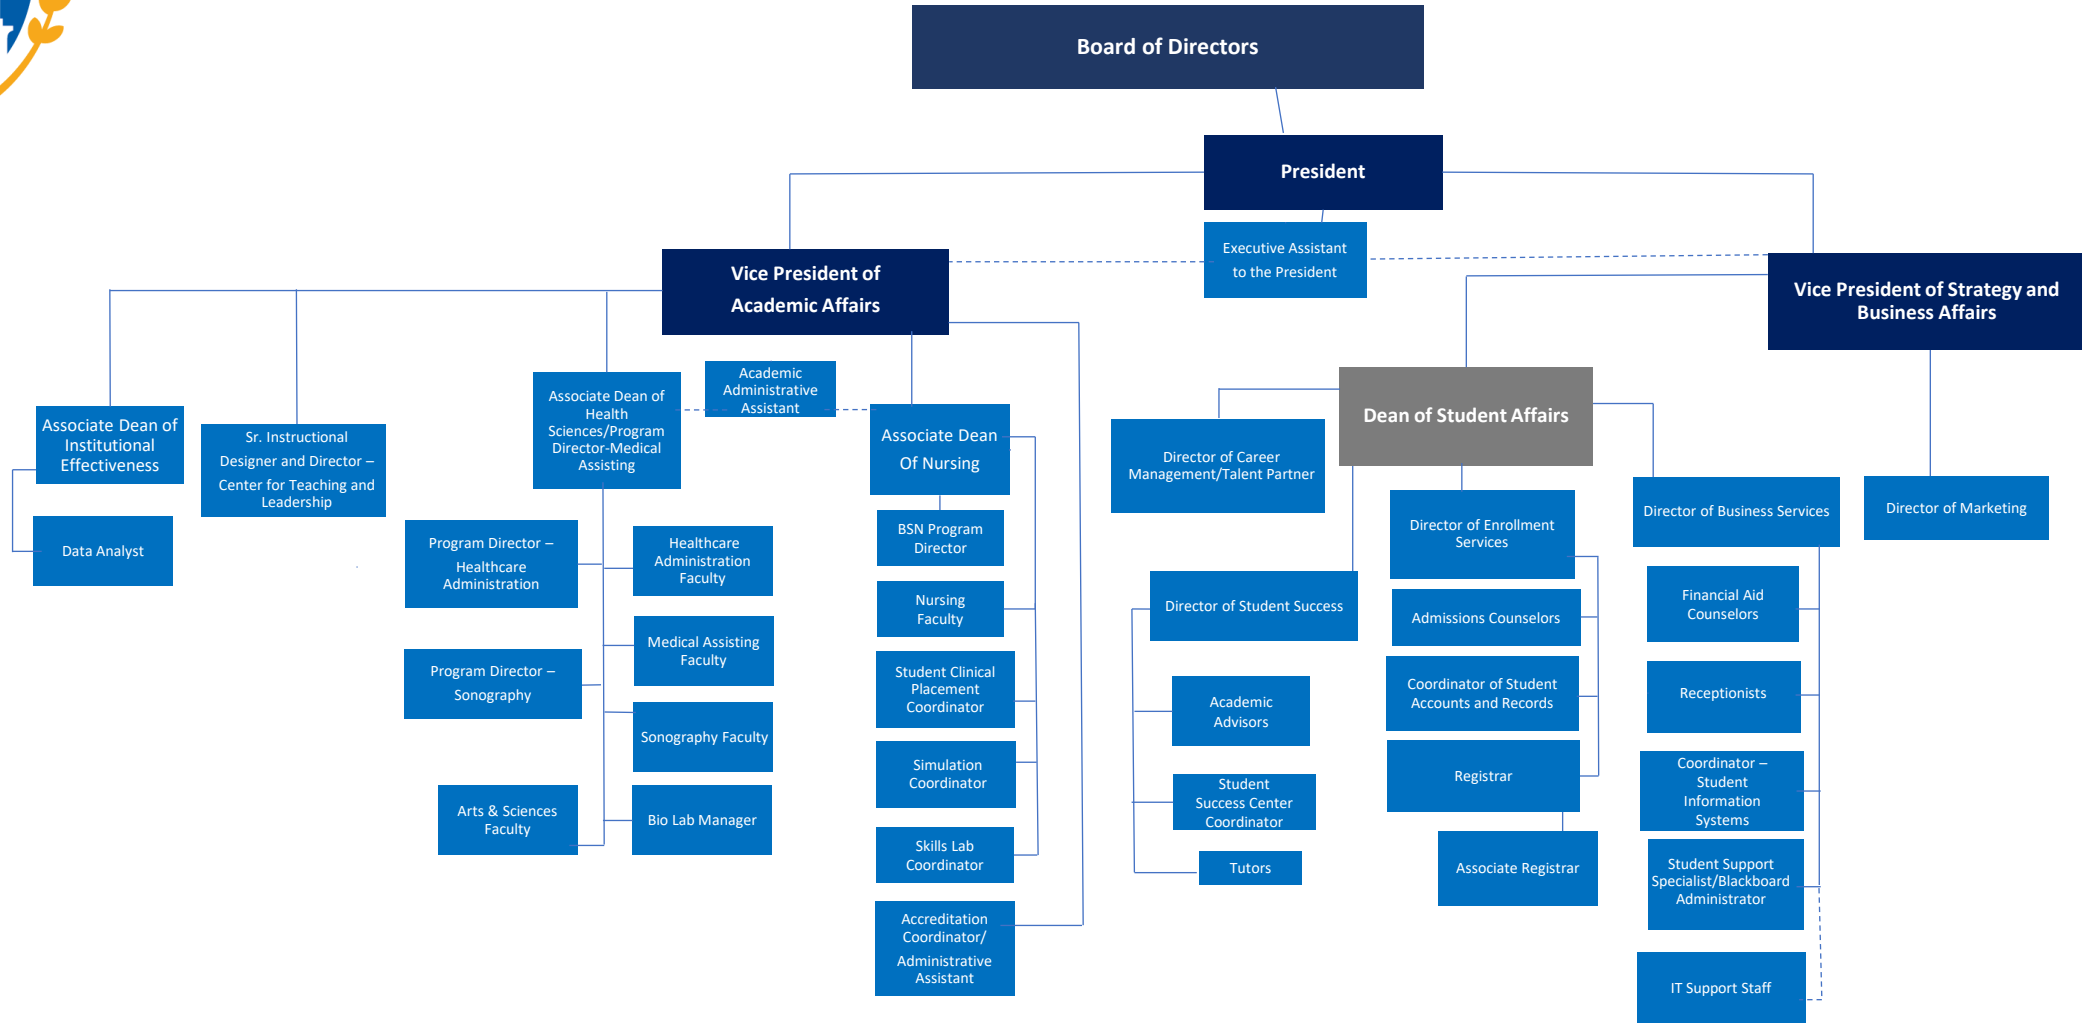 Board of Directors
President
Executive Assistant
to the President
Vice President of
Academic Affairs
Vice President of Strategy and
Business Affairs
Academic
Administrative
Assistant
Associate Dean of
Institutional
Effectiveness
Data Analyst
Sr. Instructional
Designer and Director –
Center for Teaching and
Leadership
Associate Dean of
Health
Sciences/Program
Director-Medical
Assisting
Program Director –
Healthcare
Administration
Healthcare
Administration
Faculty
Medical Assisting
Faculty
Program Director –
Sonography
Sonography Faculty
Arts & Sciences
Faculty
Bio Lab Manager
Associate Dean
Of Nursing
BSN Program
Director
Nursing
Faculty
Student Clinical
Placement
Coordinator
Simulation
Coordinator
Skills Lab
Coordinator
Accreditation
Coordinator/
Administrative
Assistant
Dean of Student Affairs
Director of Career
Management/Talent Partner
Director of Student Success
Academic
Advisors
Student
Success Center
Coordinator
Tutors
Director of Enrollment
Services
Admissions Counselors
Coordinator of Student
Accounts and Records
Registrar
Associate Registrar
Director of Business Services
Financial Aid
Counselors
Receptionists
Coordinator –
Student
Information
Systems
Student Support
Specialist/Blackboard
Administrator
IT Support Staff
Director of Marketing